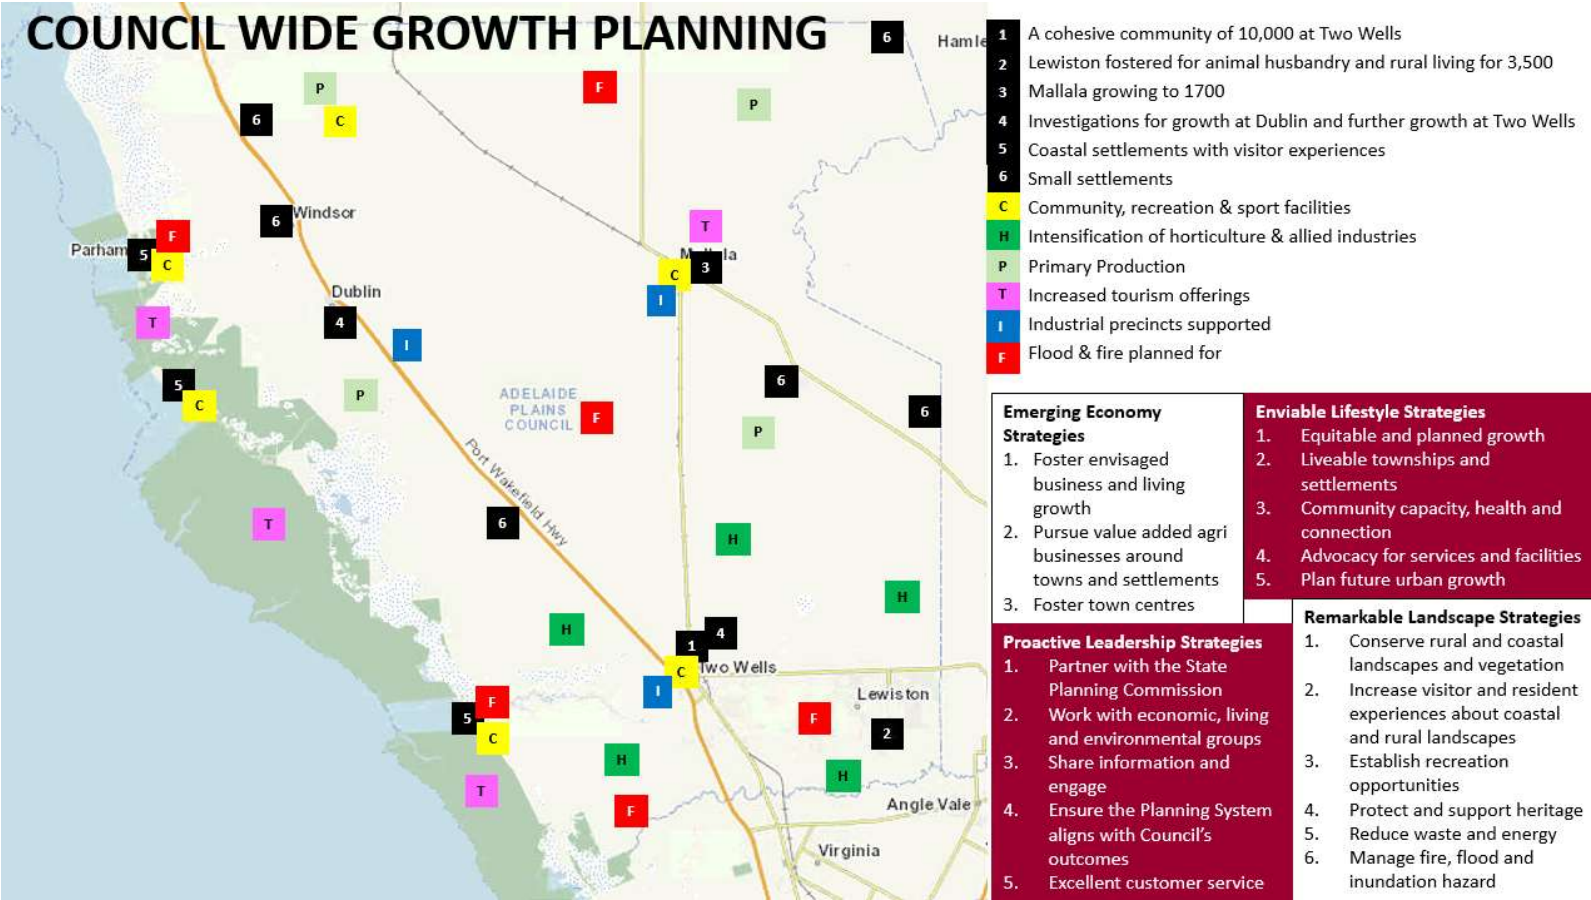 COUNCIL WIDE GROWTH PLANNING
6
Hamle
P
F
P
6
C
6
Windsor
T
Parham
5
F
C
C
3
I
Dublin
T
4
I
5
C
P
ADELAIDE
PLAINS
COUNCIL
F
6
6
P
Port Wakefield Hwy
T
6
H
H
H
1
4
C
Two Wells
I
Lewiston
F
5
F
C
2
H
H
T
F
Angle Vale
Virginia
1 A cohesive community of 10,000 at Two Wells
2 Lewiston fostered for animal husbandry and rural living for 3,500
3 Mallala growing to 1700
4 Investigations for growth at Dublin and further growth at Two Wells
5 Coastal settlements with visitor experiences
6 Small settlements
C Community, recreation & sport facilities
H Intensification of horticulture & allied industries
P Primary Production
T Increased tourism offerings
I Industrial precincts supported
F Flood & fire planned for
Emerging Economy
Strategies
1. Foster envisaged
business and living
growth
2. Pursue value added agri
businesses around
towns and settlements
3. Foster town centres
Enviable Lifestyle Strategies
1. Equitable and planned growth
2. Liveable townships and
settlements
3. Community capacity, health and
connection
4. Advocacy for services and facilities
5. Plan future urban growth
Proactive Leadership Strategies
1. Partner with the State
Planning Commission
2. Work with economic, living
and environmental groups
3. Share information and
engage
4. Ensure the Planning System
aligns with Council's
outcomes
5. Excellent customer service
Remarkable Landscape Strategies
1. Conserve rural and coastal
landscapes and vegetation
2. Increase visitor and resident
experiences about coastal
and rural landscapes
3. Establish recreation
opportunities
4. Protect and support heritage
5. Reduce waste and energy
6. Manage fire, flood and
inundation hazard